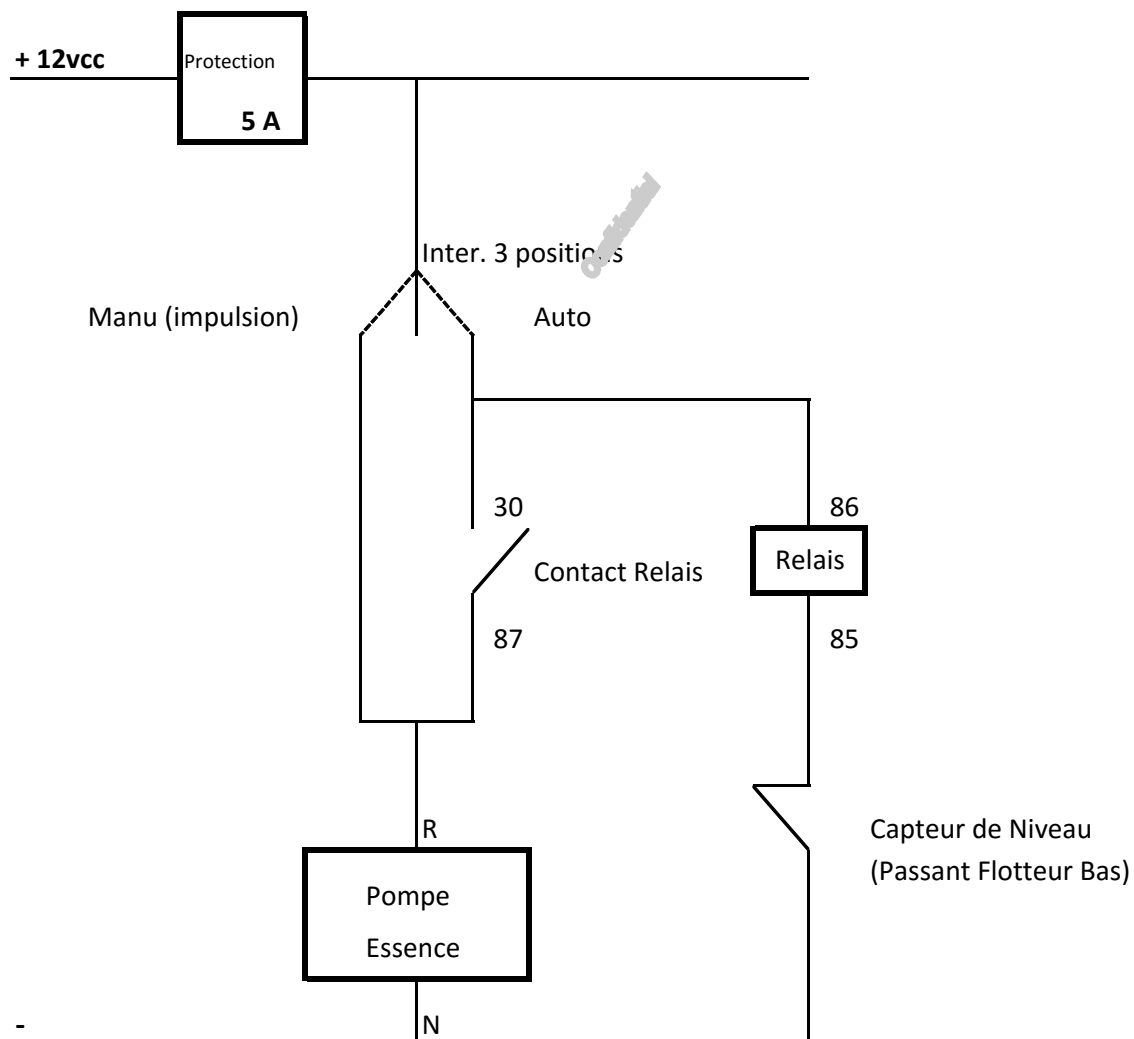 + 12vcc
Protection
5 A
Inter. 3 positions
Manu (impulsion)
Auto
30
86
Contact Relais
Relais
87
85
R
Capteur de Niveau
(Passant Flotteur Bas)
Pompe
Essence
-
N